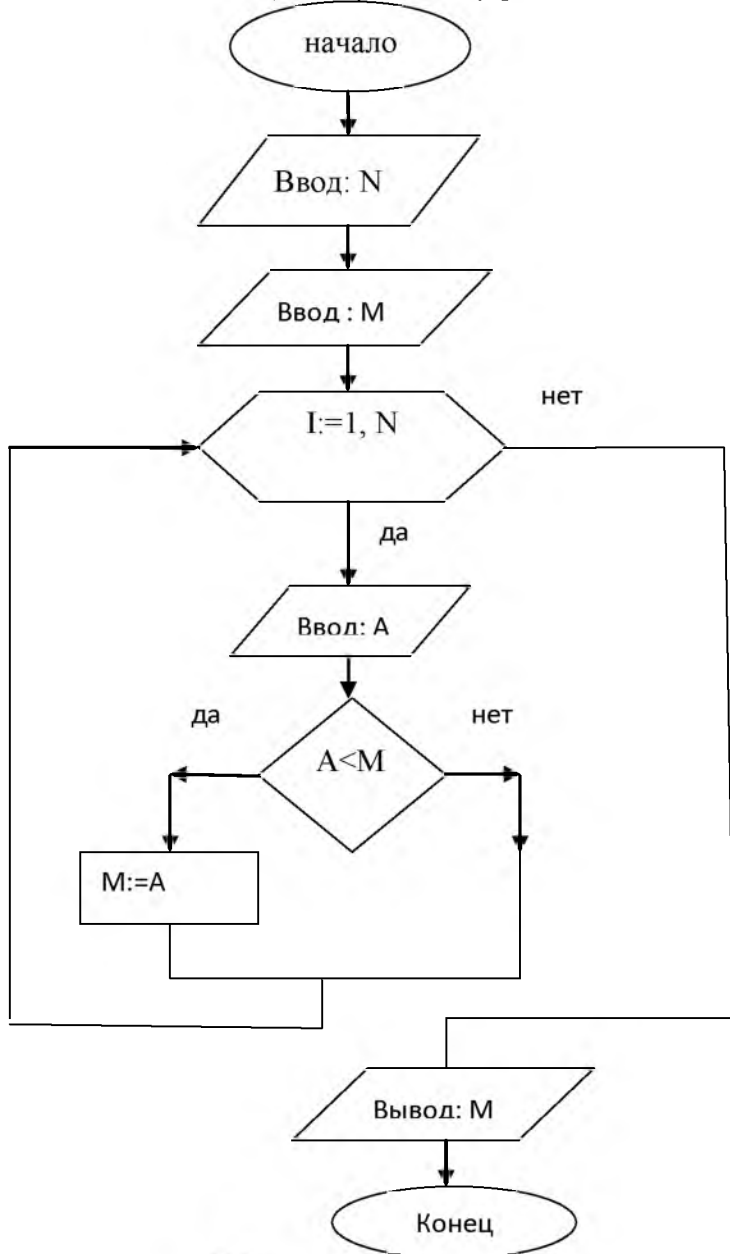 начало
Ввод: N
Ввод : M
I:=1, N
нет
да
Ввод: A
да
нет
A<M
M:=A
Вывод: M
Конец